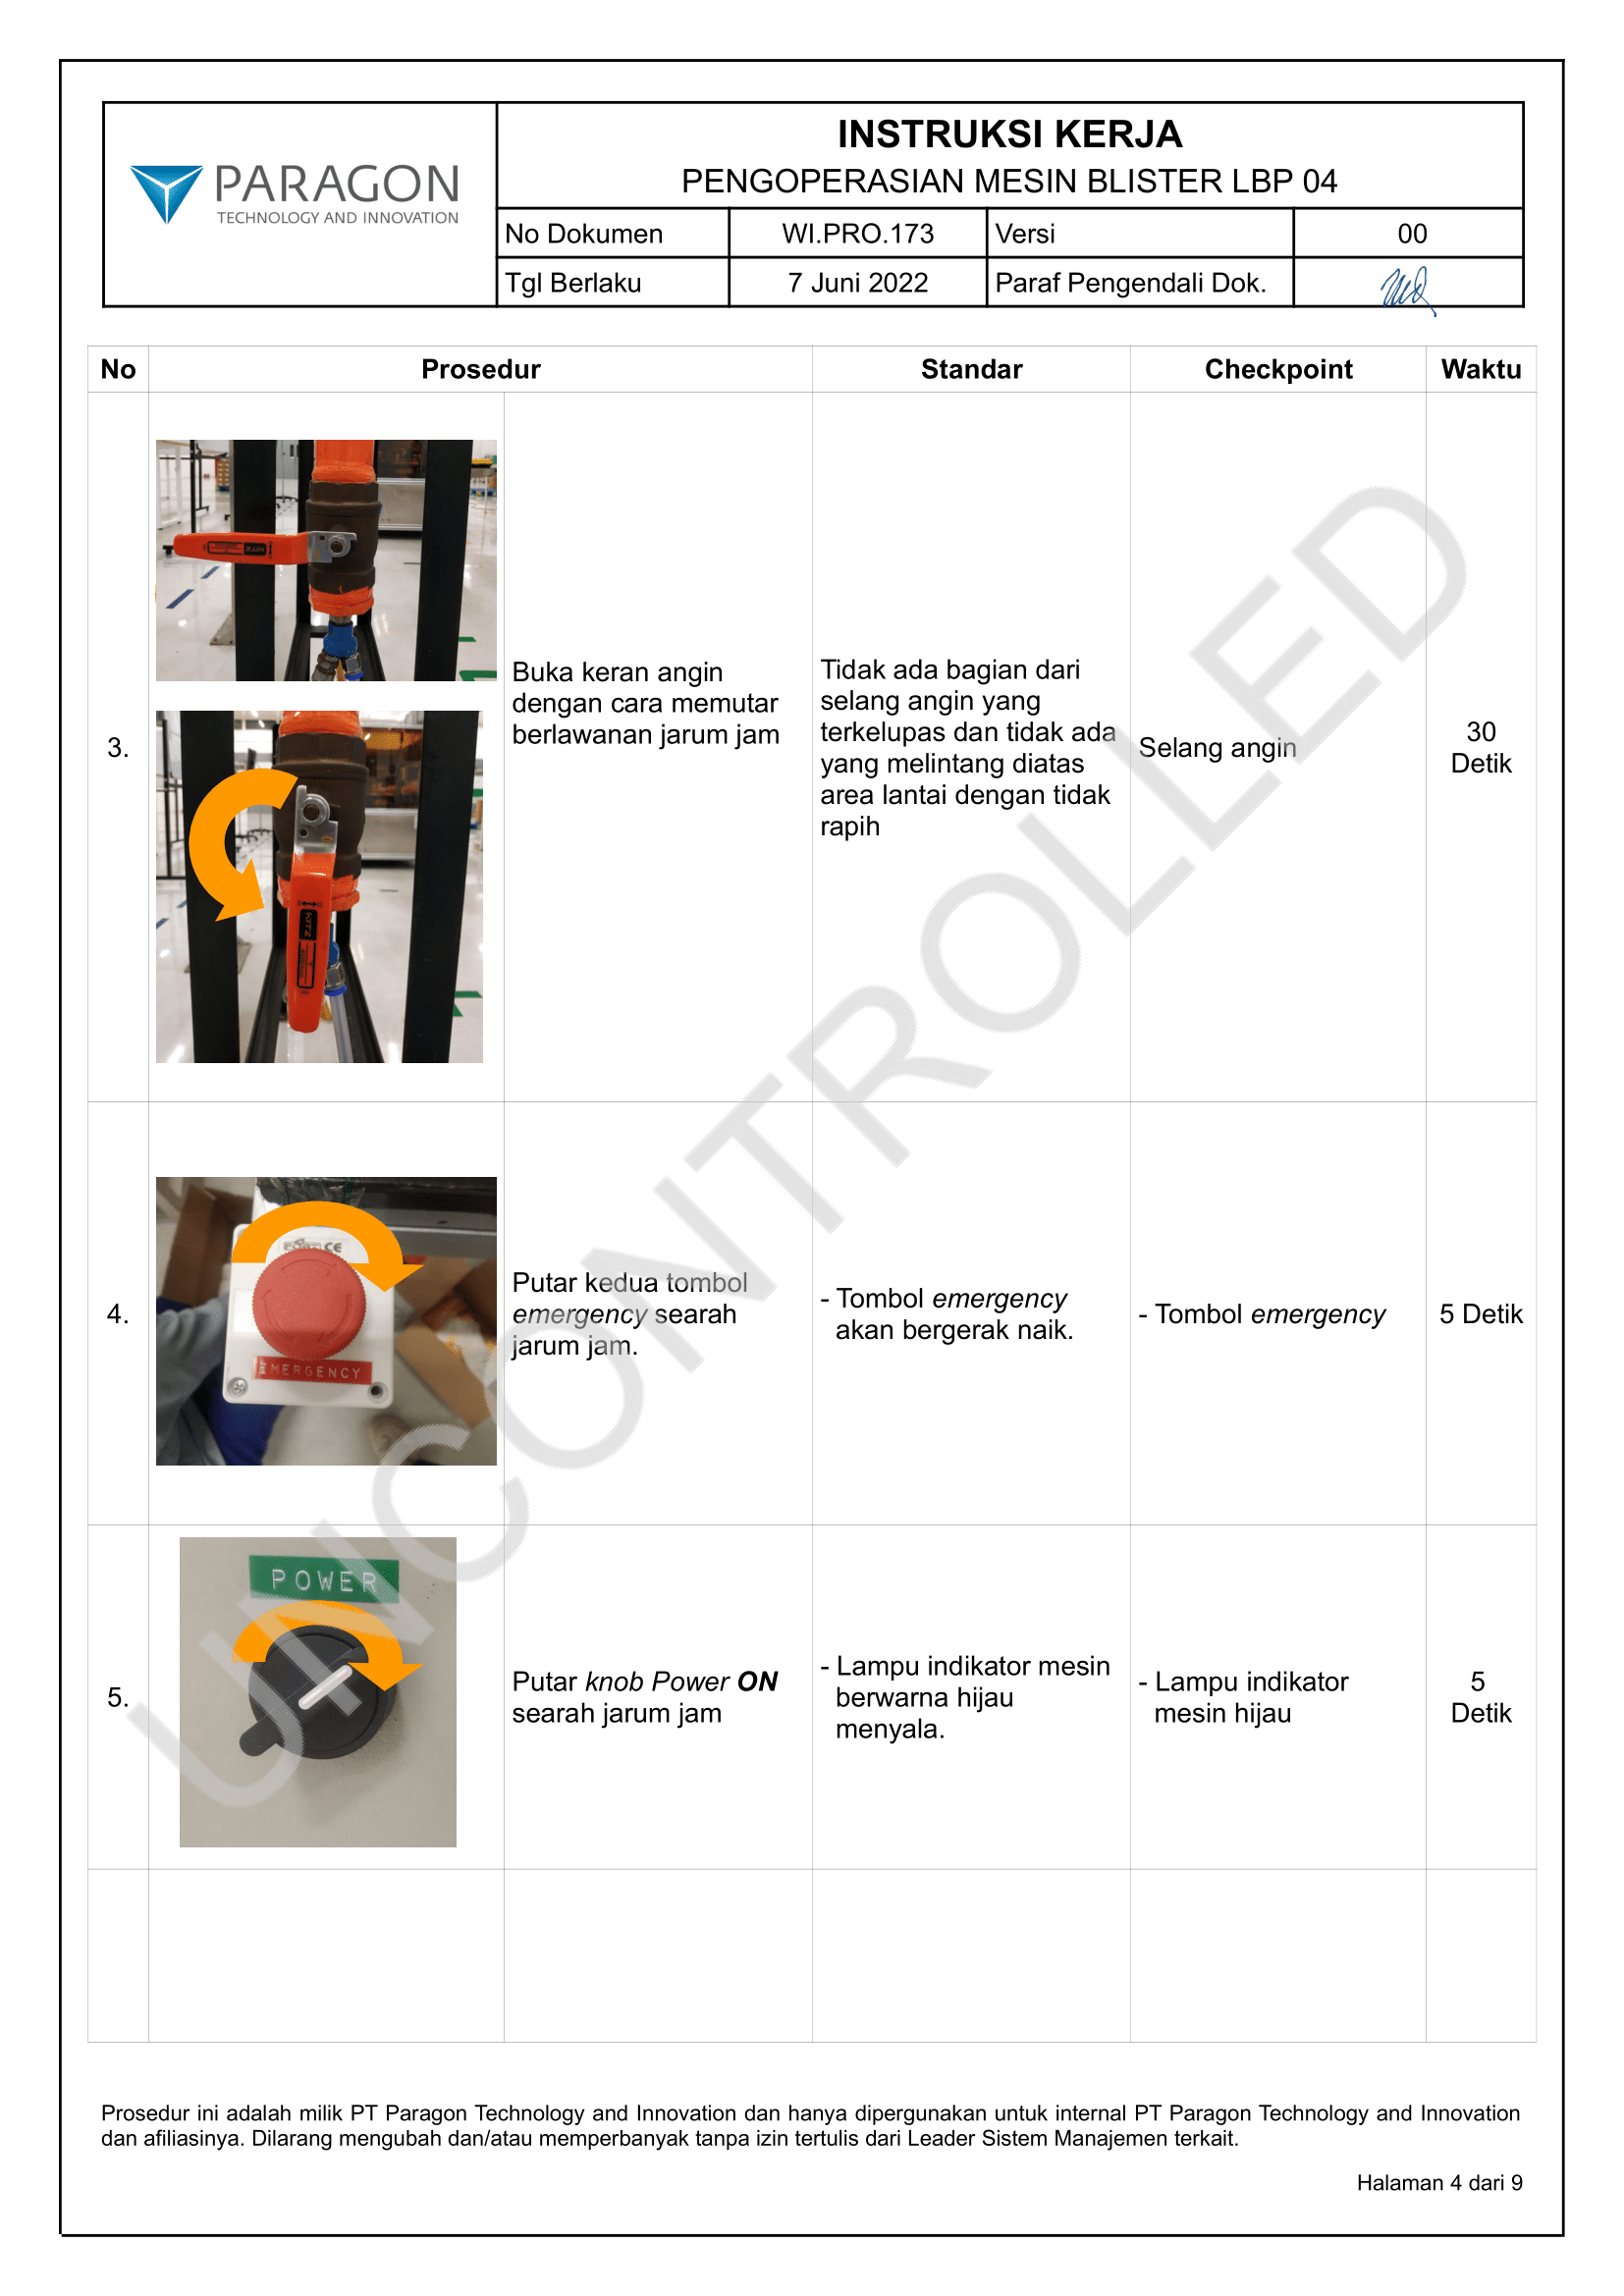 PARAGON
TECHNOLOGY AND INNOVATION
INSTRUKSI KERJA
PENGOPERASIAN MESIN BLISTER LBP 04
No Dokumen WI.PRO.173 Versi 00
Tgl Berlaku 7 Juni 2022 Paraf Pengendali Dok.
No Prosedur Standar Checkpoint Waktu
3.
KITZ
KITZ
Buka keran angin
dengan cara memutar
berlawanan jarum jam
Tidak ada bagian dari
selang angin yang
terkelupas dan tidak ada
yang melintang diatas
area lantai dengan tidak
rapih
Selang angin
30
Detik
4.
CE
EMERGENCY
Putar kedua tombol
emergency searah
jarum jam.
- Tombol emergency
akan bergerak naik.
- Tombol emergency
5 Detik
5.
POWER
Putar knob Power ON
searah jarum jam
- Lampu indikator mesin
berwarna hijau
menyala.
- Lampu indikator
mesin hijau
5
Detik
UNCONTROLLED
Prosedur ini adalah milik PT Paragon Technology and Innovation dan hanya dipergunakan untuk internal PT Paragon Technology and Innovation
dan afiliasinya. Dilarang mengubah dan/atau memperbanyak tanpa izin tertulis dari Leader Sistem Manajemen terkait.
Halaman 4 dari 9